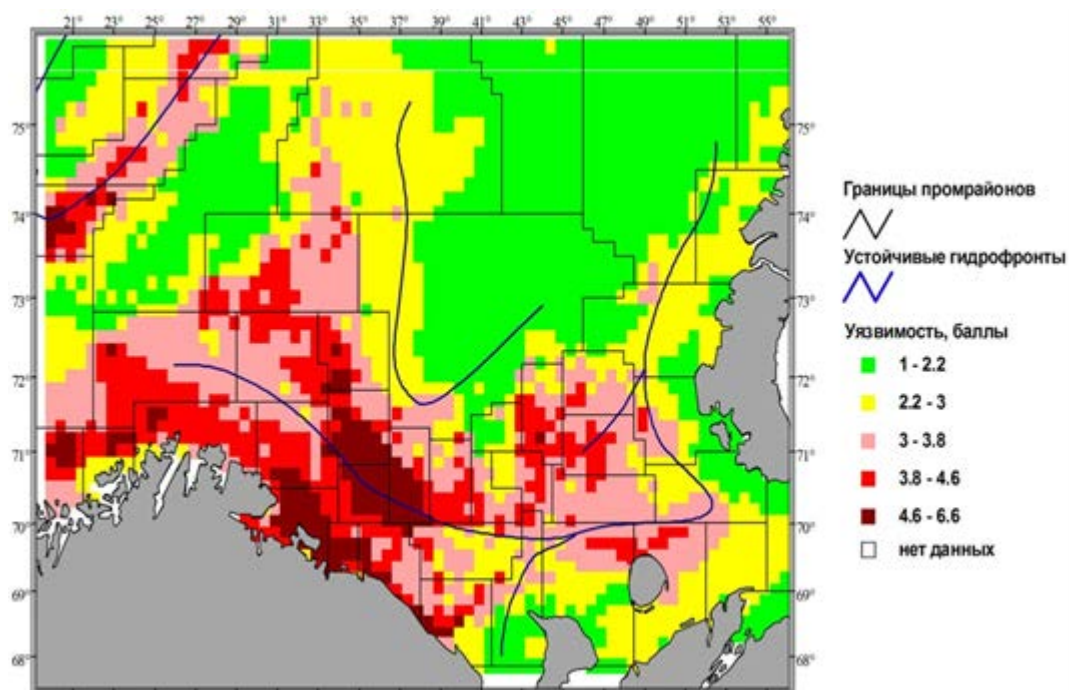 21° 23° 25° 27° 29° 31° 33° 35° 37° 39° 41° 43° 45° 47° 49° 51° 53° 55°
75° 75°
74° 74°
73° 73°
72° 72°
71° 71°
70° 70°
69° 69°
68° 68°
Границы промрайонов
Устойчивые гидрофронты
Уязвимость, баллы
1 - 2.2
2.2 - 3
3 - 3.8
3.8 - 4.6
4.6 - 6.6
нет данных